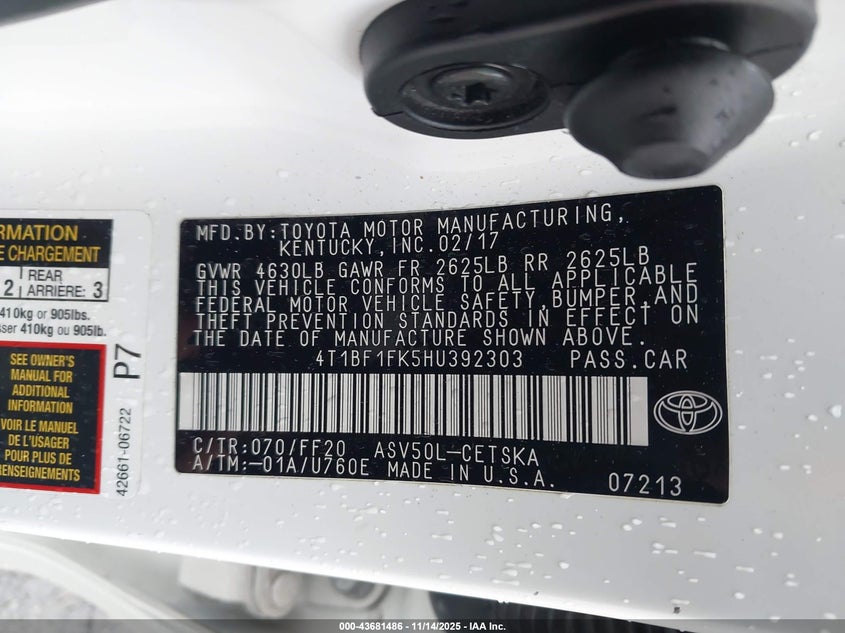 RMATION
E CHARGEMENT
2 REAR ARRIÈRE: 3
410kg or 905lbs.
sser 410kg ou 905lb.
SEE OWNER'S
MANUAL FOR
ADDITIONAL
INFORMATION
VOIR LE MANUEL
DE L'USAGER
POUR PLUS DE
RENSEIGNEMENTS
P7
42661-06722
MFD.BY:TOYOTA MOTOR MANUFACTURING,
KENTUCKY,INC.02/17
GVWR 4630LB GAWR FR 2625LB RR 2625LB
THIS VEHICLE CONFORMS TO ALL APPLICABLE
FEDERAL MOTOR VEHICLE SAFETY,BUMPER,AND
THEFT PREVENTION STANDARDS IN EFFECT ON
THE DATE OF MANUFACTURE SHOWN ABOVE.
4T1BF1FK5HU392303 PASS.CAR
C/TR:070/FF20 ASV50L-CETSKA
A/TM:-01A/U760E MADE IN U.S.A.
07213
000-43681486 - 11/14/2025 - IAA Inc.